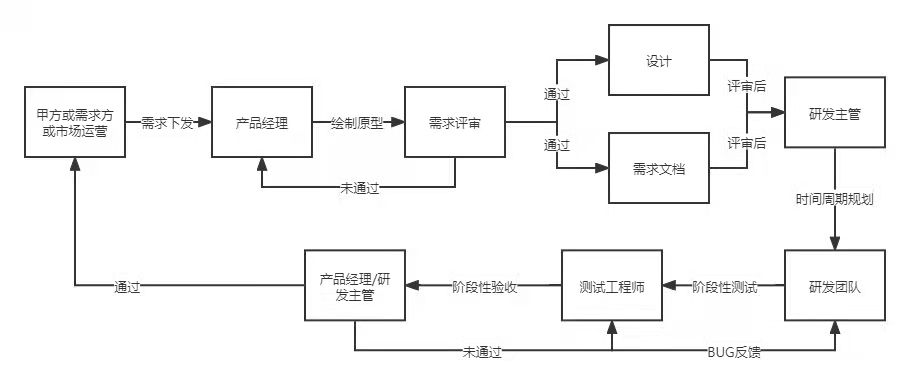 甲方或需求方
或市场运营
需求下发
产品经理
绘制原型
需求评审
未通过
通过
通过
设计
需求文档
评审后
评审后
研发主管
时间周期规划
研发团队
阶段性测试
测试工程师
阶段性验收
产品经理/研
发主管
通过
未通过
BUG反馈